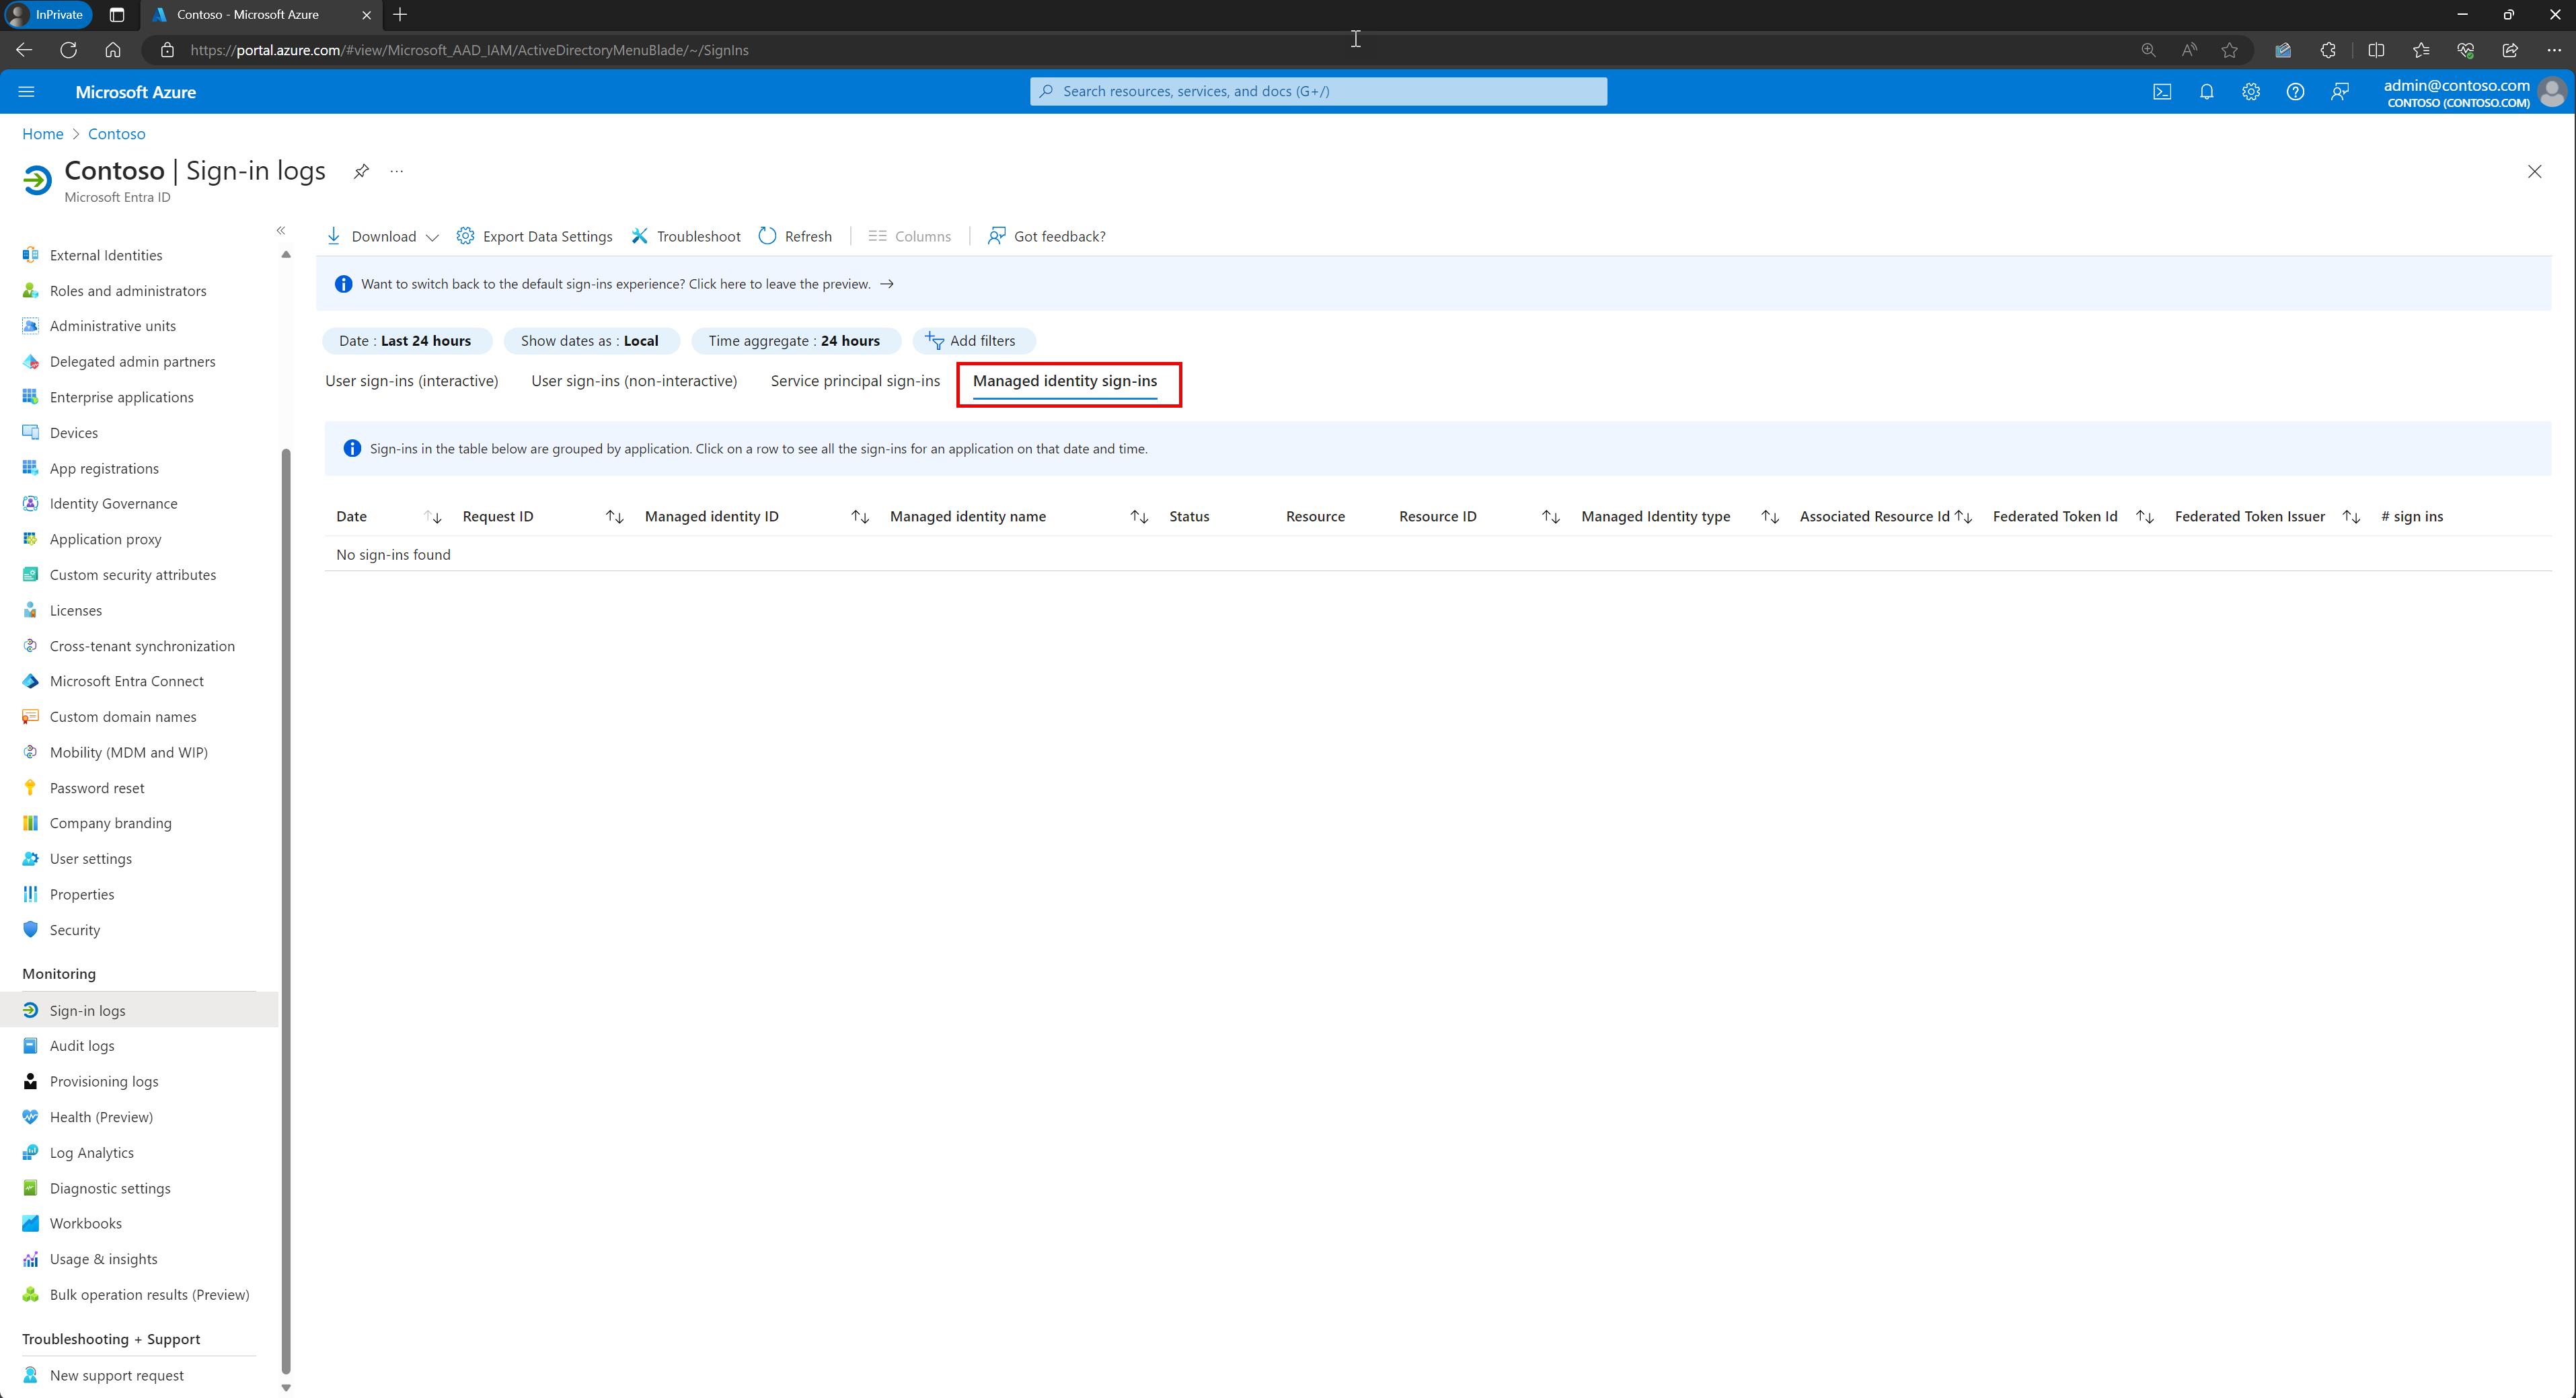 InPrivate
Contoso - Microsoft Azure
https://portal.azure.com/#view/Microsoft_AAD_IAM/ActiveDirectoryMenuBlade/~/SignIns
Microsoft Azure
Search resources, services, and docs (G+/)
admin@contoso.com
CONTOSO (CONTOSO.COM)
Home > Contoso
Contoso | Sign-in logs
Microsoft Entra ID
External Identities
Roles and administrators
Administrative units
Delegated admin partners
Enterprise applications
Devices
App registrations
Identity Governance
Application proxy
Custom security attributes
Licenses
Cross-tenant synchronization
Microsoft Entra Connect
Custom domain names
Mobility (MDM and WIP)
Password reset
Company branding
User settings
Properties
Security
Monitoring
Sign-in logs
Audit logs
Provisioning logs
Health (Preview)
Log Analytics
Diagnostic settings
Workbooks
Usage & insights
Bulk operation results (Preview)
Troubleshooting + Support
New support request
Download Export Data Settings Troubleshoot Refresh Columns Got feedback?
Want to switch back to the default sign-ins experience? Click here to leave the preview. →
Date : Last 24 hours Show dates as : Local Time aggregate : 24 hours Add filters
User sign-ins (interactive) User sign-ins (non-interactive) Service principal sign-ins Managed identity sign-ins
Sign-ins in the table below are grouped by application. Click on a row to see all the sign-ins for an application on that date and time.
Date Request ID Managed identity ID Managed identity name Status Resource Resource ID Managed Identity type Associated Resource Id Federated Token Id Federated Token Issuer # sign ins
No sign-ins found